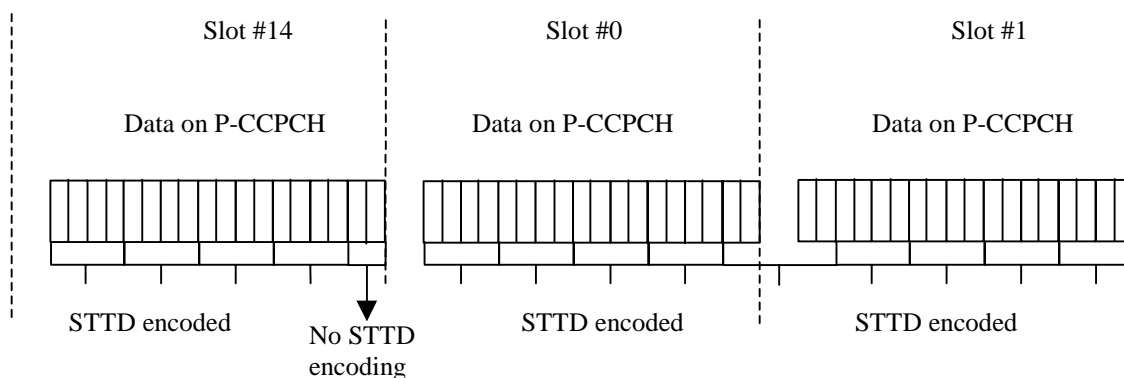 Slot #14 Slot #0 Slot #1
Data on P-CCPCH Data on P-CCPCH Data on P-CCPCH
STTD encoded STTD encoded STTD encoded
No STTD
encoding